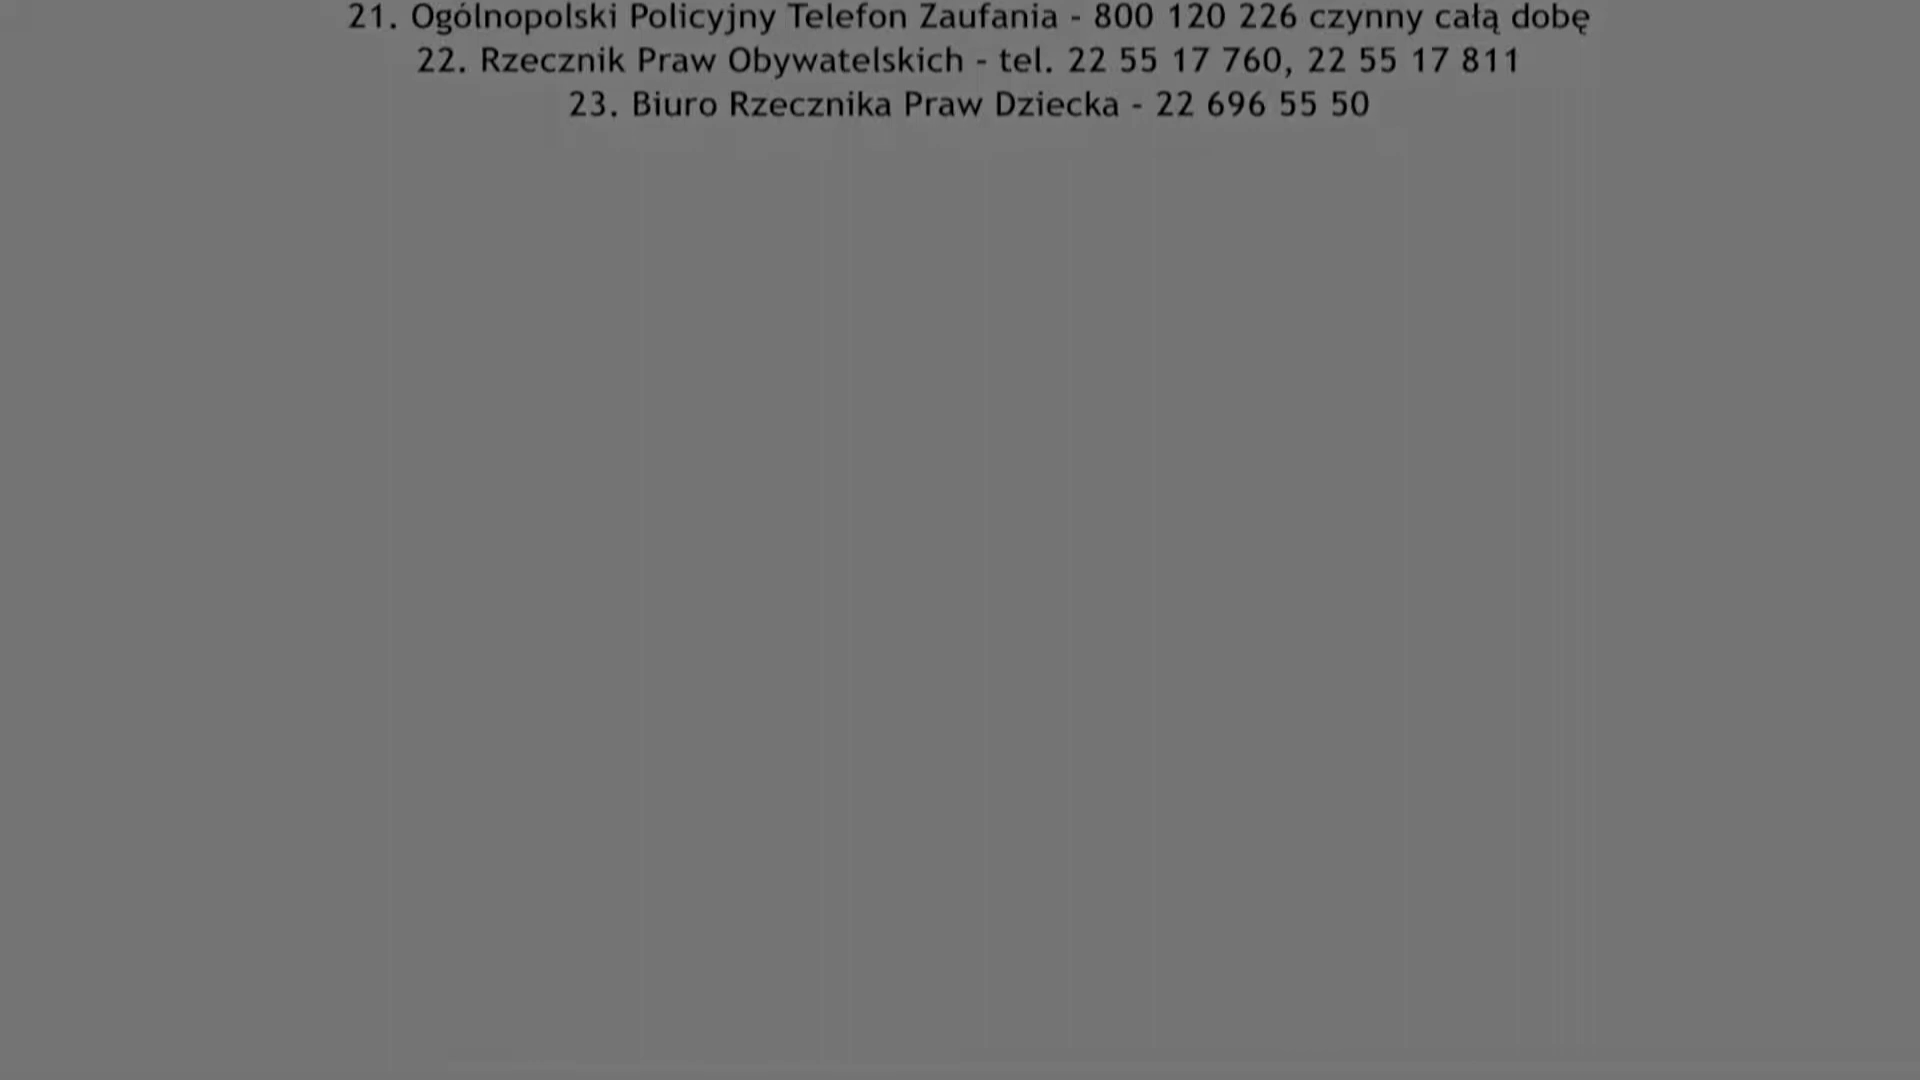 21. Ogólnopolski Policyjny Telefon Zaufania - 800 120 226 czynny całą dobę
22. Rzecznik Praw Obywatelskich - tel. 22 55 17 760, 22 55 17 811
23. Biuro Rzecznika Praw Dziecka - 22 696 55 50